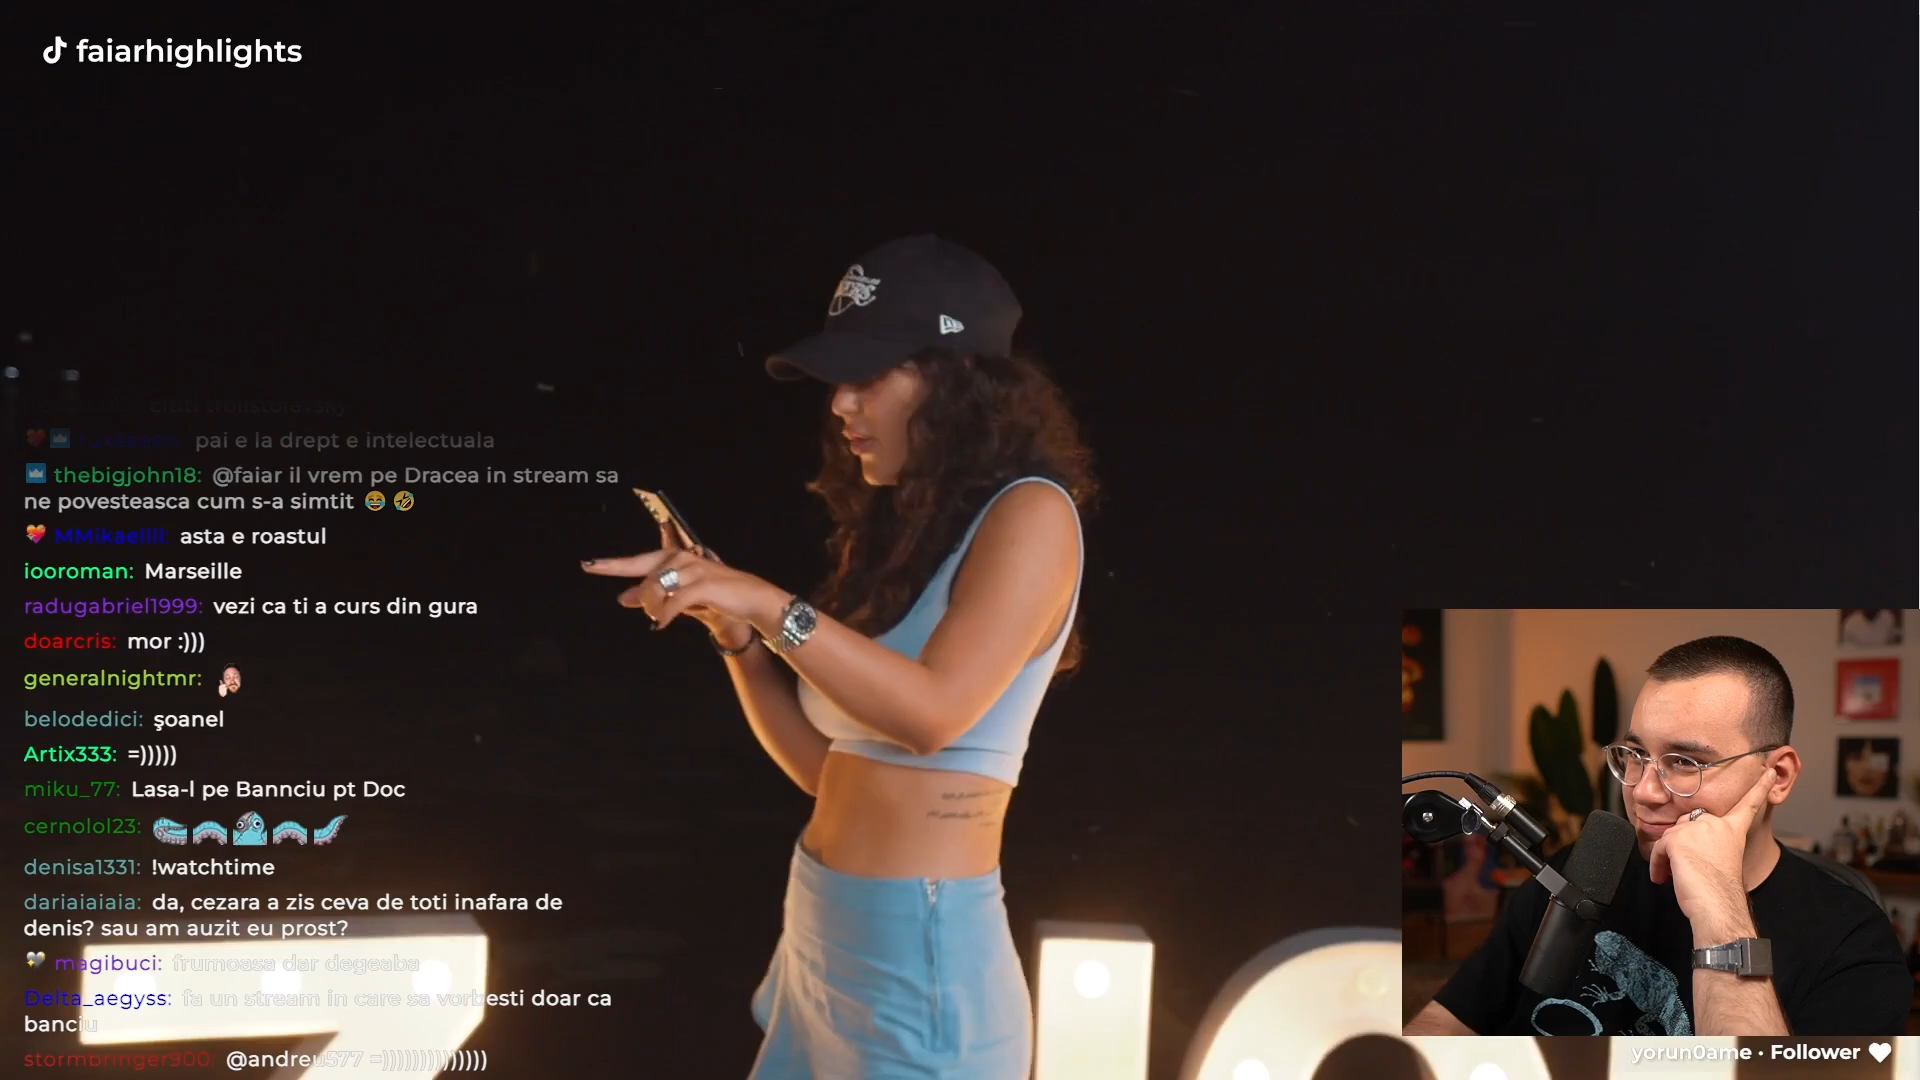 faiarhighlights
pai e la drept e intelectuala
thebigjohn18: @faiar il vrem pe Dracea in stream sa
ne povesteasca cum s-a simtit 😂 🤣
MMikaellll: asta e roastul
iooroman: Marseille
radugabriel1999: vezi ca ti a curs din gura
doarcris: mor :)))
generalnightmr:
belodedici: şoanel
Artix333: =)))))
miku_77: Lasa-l pe Bannciu pt Doc
cernolol23:
denisa1331: !watchtime
dariaiaiaia: da, cezara a zis ceva de toti inafara de
denis? sau am auzit eu prost?
magibuci: frumoasa dar degeaba
Delta_aegyss: fa un stream in care sa vorbesti doar ca
banciu
stormbringer900: @andreu577 =))))))))))))))
yorun0ame · Follower